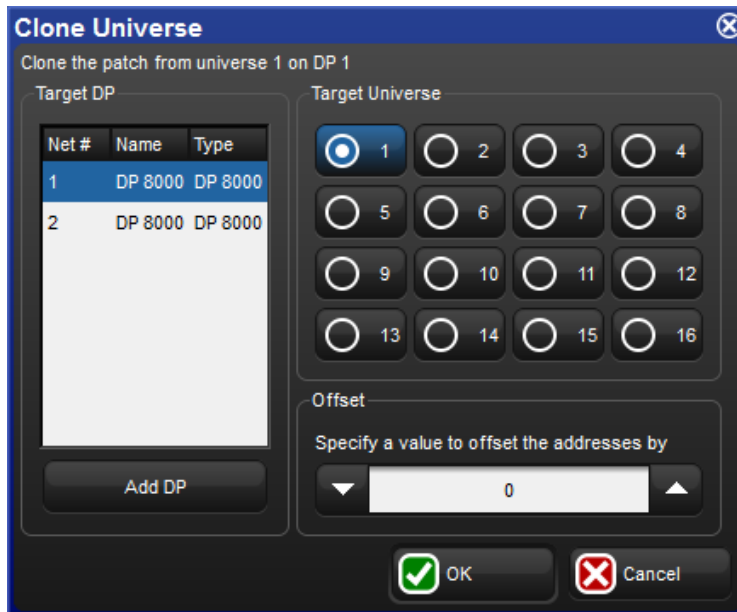 Clone Universe
Clone the patch from universe 1 on DP 1
Target DP
Net # Name Type
1 DP 8000 DP 8000
2 DP 8000 DP 8000
Add DP
Target Universe
1 2 3 4
5 6 7 8
9 10 11 12
13 14 15 16
Offset
Specify a value to offset the addresses by
0
OK Cancel